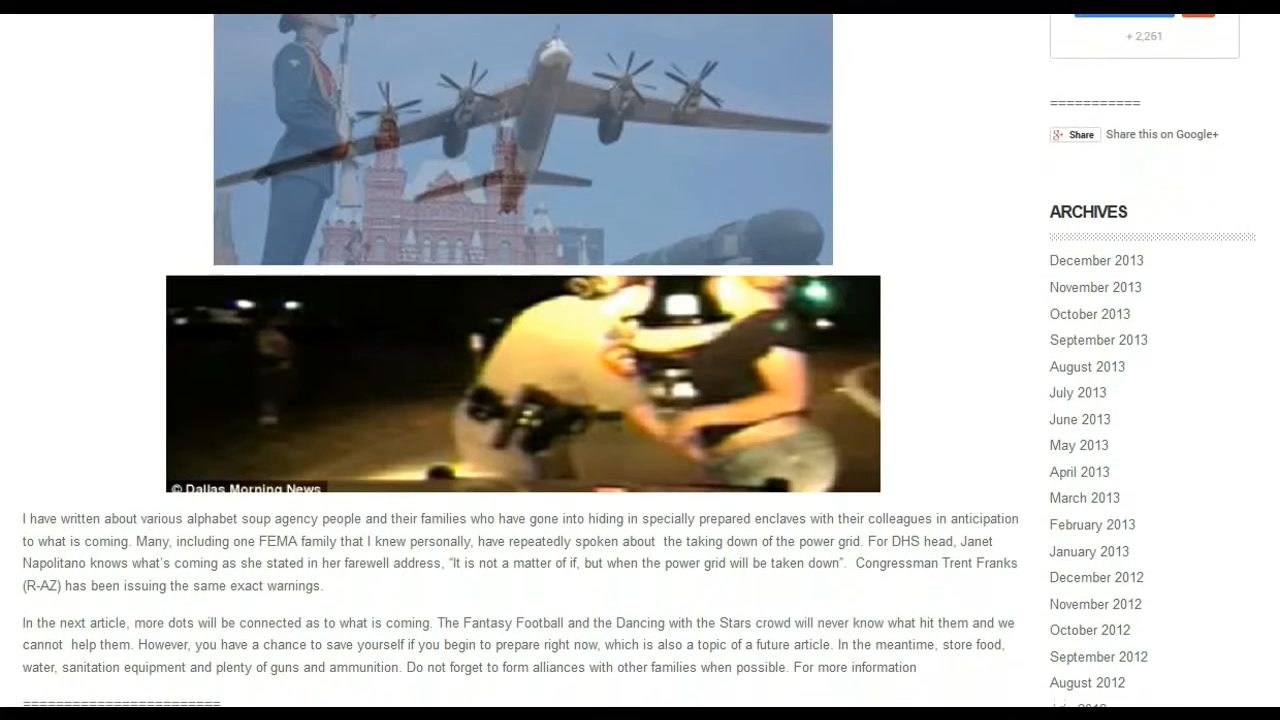 + 2,261
===========
Share Share this on Google+
ARCHIVES
December 2013
November 2013
October 2013
September 2013
August 2013
July 2013
June 2013
May 2013
April 2013
March 2013
February 2013
January 2013
December 2012
November 2012
October 2012
September 2012
August 2012
© Dallas Morning News
I have written about various alphabet soup agency people and their families who have gone into hiding in specially prepared enclaves with their colleagues in anticipation
to what is coming. Many, including one FEMA family that I knew personally, have repeatedly spoken about  the taking down of the power grid. For DHS head, Janet
Napolitano knows what's coming as she stated in her farewell address, “It is not a matter of if, but when the power grid will be taken down”.  Congressman Trent Franks
(R-AZ) has been issuing the same exact warnings.
In the next article, more dots will be connected as to what is coming. The Fantasy Football and the Dancing with the Stars crowd will never know what hit them and we
cannot  help them. However, you have a chance to save yourself if you begin to prepare right now, which is also a topic of a future article. In the meantime, store food,
water, sanitation equipment and plenty of guns and ammunition. Do not forget to form alliances with other families when possible. For more information
========================